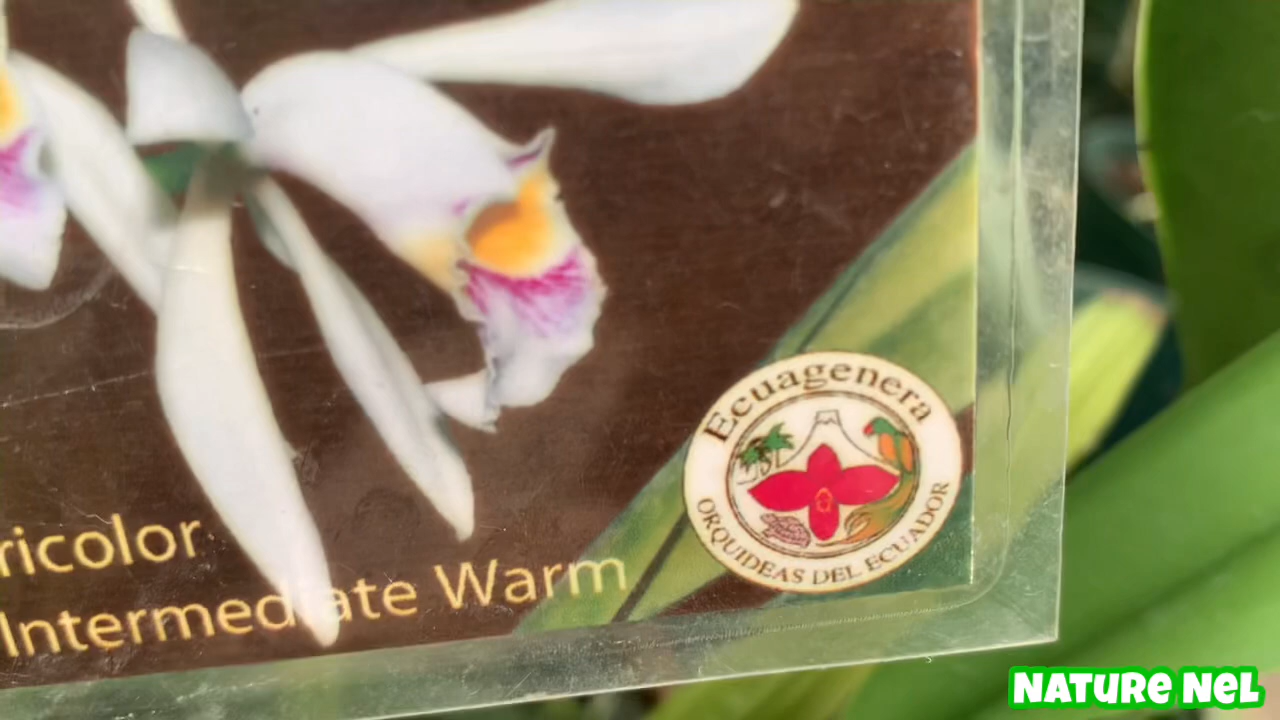 Ecuagenera
ORQUIDEAS DEL ECUADOR
ricolor
Intermediate Warm
NATURE NEL